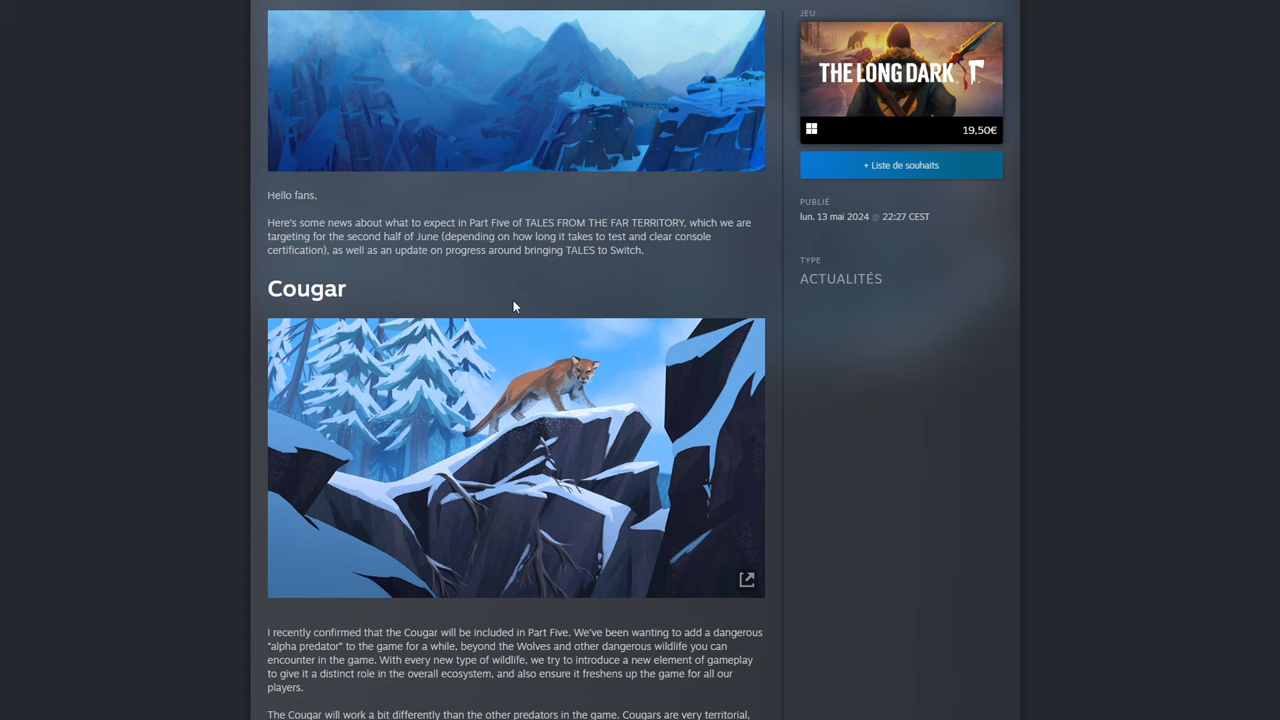 Hello fans,
Here's some news about what to expect in Part Five of TALES FROM THE FAR TERRITORY, which we are
targeting for the second half of June (depending on how long it takes to test and clear console
certification), as well as an update on progress around bringing TALES to Switch.
Cougar
I recently confirmed that the Cougar will be included in Part Five. We've been wanting to add a dangerous
"alpha predator" to the game for a while, beyond the Wolves and other dangerous wildlife you can
encounter in the game. With every new type of wildlife, we try to introduce a new element of gameplay
to give it a distinct role in the overall ecosystem, and also ensure it freshens up the game for all our
players.
The Cougar will work a bit differently than the other predators in the game. Cougars are very territorial,
JEU
THE LONG DARK
19,50€
+ Liste de souhaits
PUBLIÉ
lun. 13 mai 2024 @ 22:27 CEST
TYPE
ACTUALITÉS